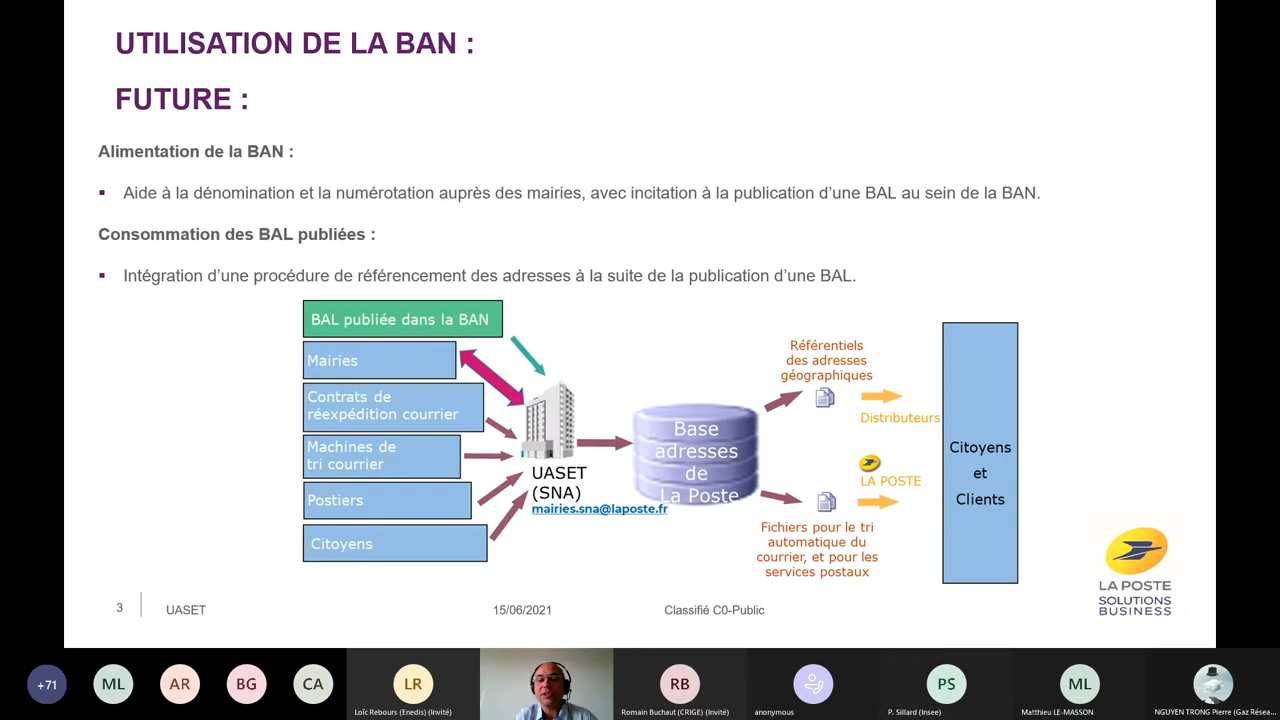 UTILISATION DE LA BAN :
FUTURE :
Alimentation de la BAN :
▪ Aide à la dénomination et la numérotation auprès des mairies, avec incitation à la publication d’une BAL au sein de la BAN.
Consommation des BAL publiées :
▪ Intégration d’une procédure de référencement des adresses à la suite de la publication d’une BAL.
BAL publiée dans la BAN
Mairies
Contrats de
réexpédition courrier
Machines de
tri courrier
Postiers
Citoyens
UASET
(SNA)
mairies.sna@laposte.fr
Base
adresses
de
La Poste
Référentiels
des adresses
géographiques
Distributeurs
LA POSTE
Fichiers pour le tri
automatique du
courrier, et pour les
services postaux
Citoyens
et
Clients
LA POSTE
SOLUTIONS
BUSINESS
3
UASET
15/06/2021
Classifié C0-Public
+71
ML
AR
BG
CA
LR
Loïc Rebours (Enedis) (Invité)
RB
Romain Buchaut (CRIGE) (Invité)
anonymous
PS
P. Sillard (Insee)
ML
Matthieu LE-MASSON
NGUYEN TRONG Pierre (Gaz Résea...